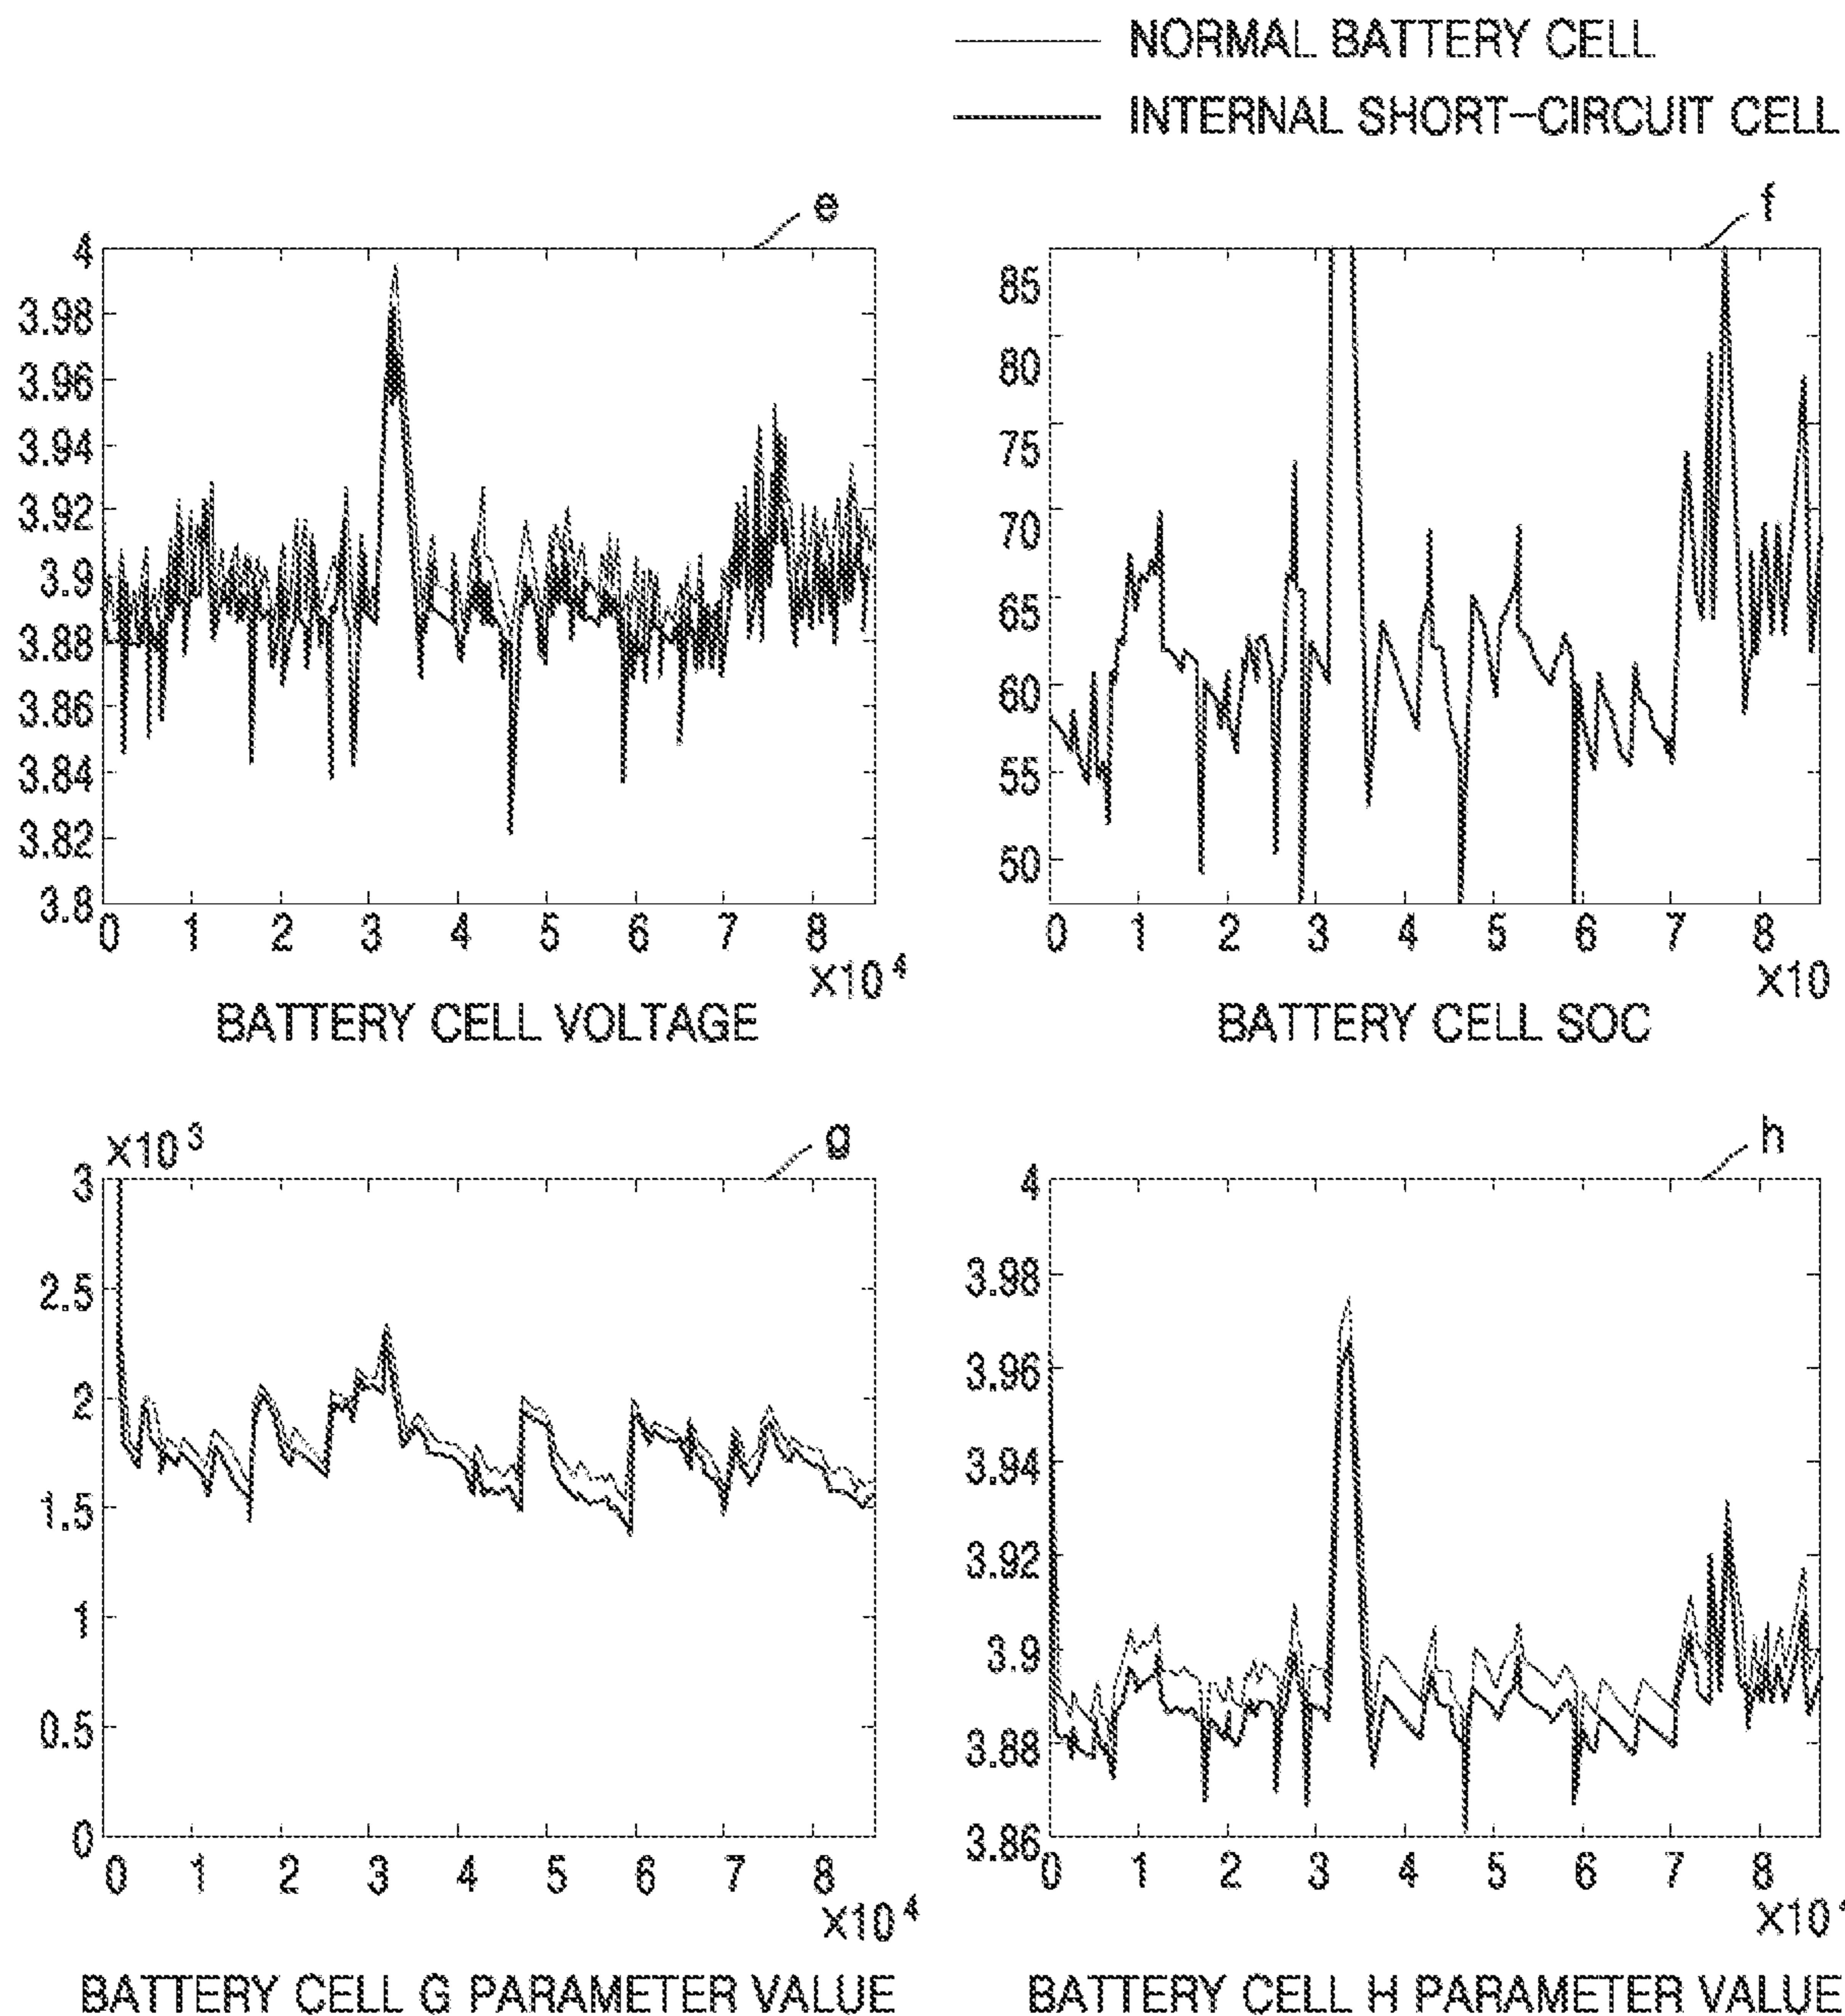 NORMAL BATTERY CELL
INTERNAL SHORT-CIRCUIT CELL
e
4
3.98
3.96
3.94
3.92
3.9
3.88
3.86
3.84
3.82
3.8
0 1 2 3 4 5 6 7 8
×10⁴
BATTERY CELL VOLTAGE
f
85
80
75
70
65
60
55
50
0 1 2 3 4 5 6 7 8
×10
BATTERY CELL SOC
g
×10³
3
2.5
2
1.5
1
0.5
0
0 1 2 3 4 5 6 7 8
×10⁴
BATTERY CELL G PARAMETER VALUE
h
4
3.98
3.96
3.94
3.92
3.9
3.88
3.86
0 1 2 3 4 5 6 7 8
×10
BATTERY CELL H PARAMETER VALUE